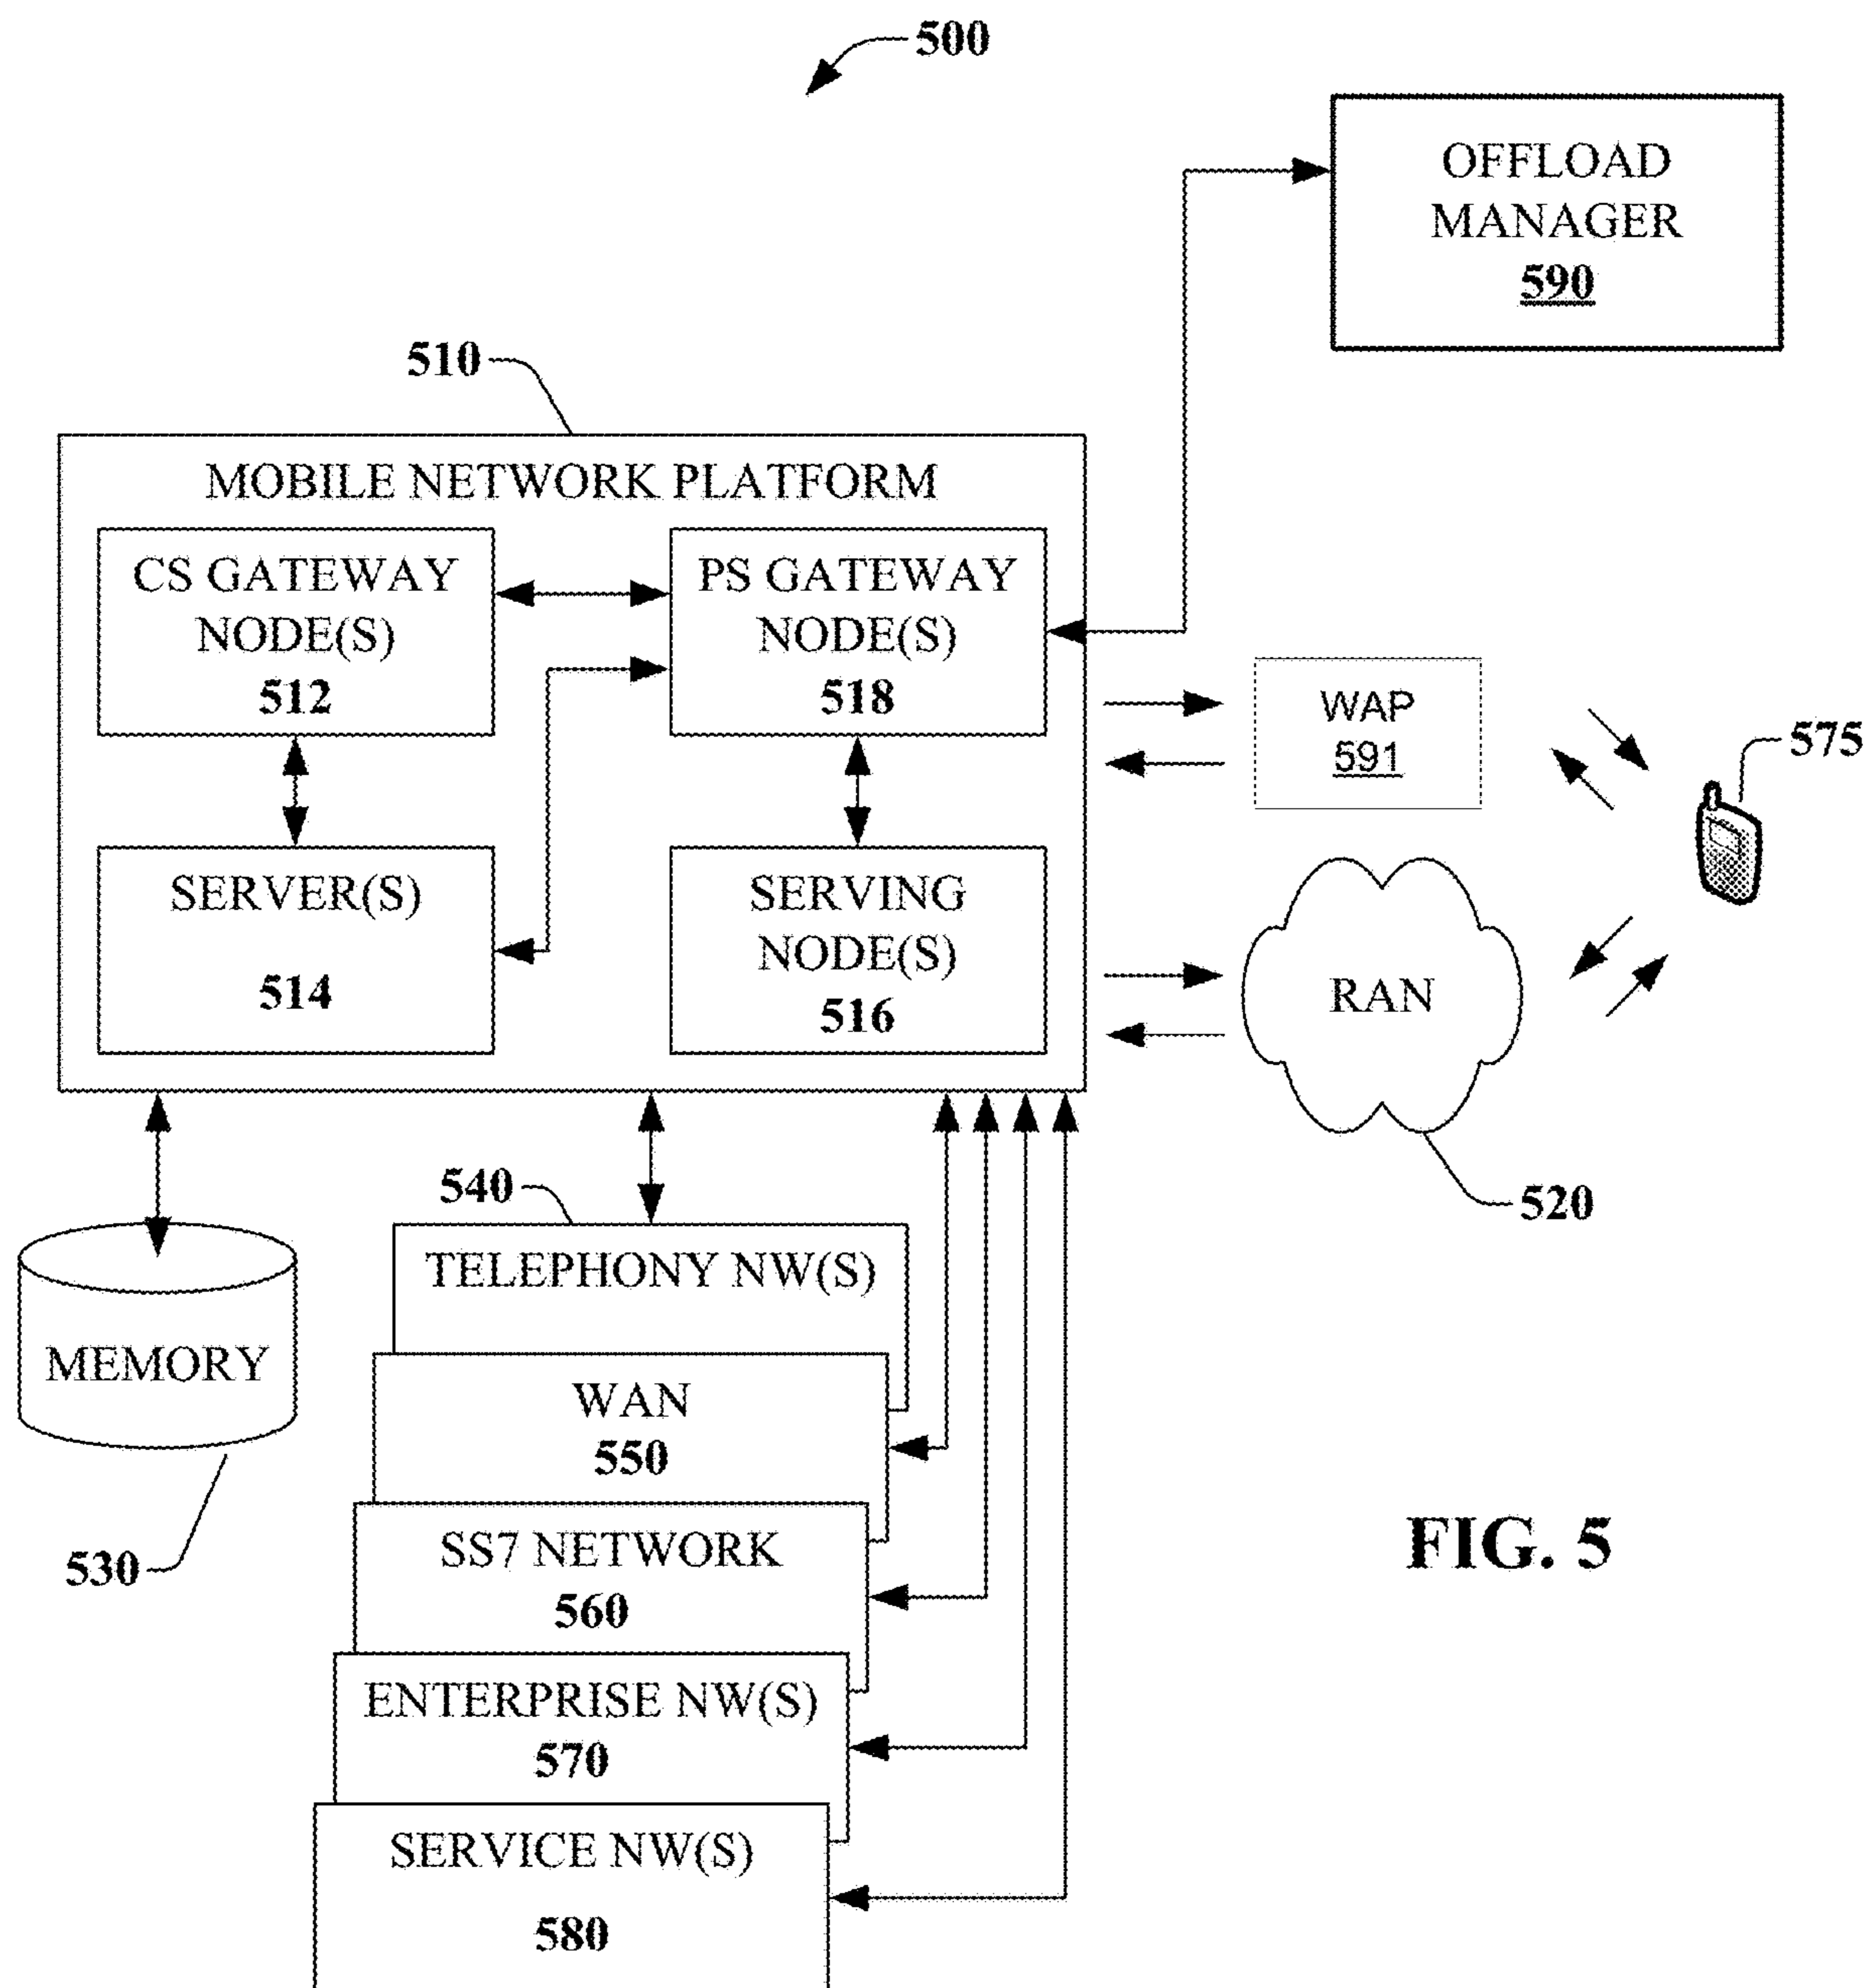 500
OFFLOAD
MANAGER
590
510
MOBILE NETWORK PLATFORM
CS GATEWAY
NODE(S)
512
PS GATEWAY
NODE(S)
518
WAP
591
575
SERVER(S)
514
SERVING
NODE(S)
516
RAN
520
540
TELEPHONY NW(S)
MEMORY
530
WAN
550
SS7 NETWORK
560
ENTERPRISE NW(S)
570
SERVICE NW(S)
580
FIG. 5